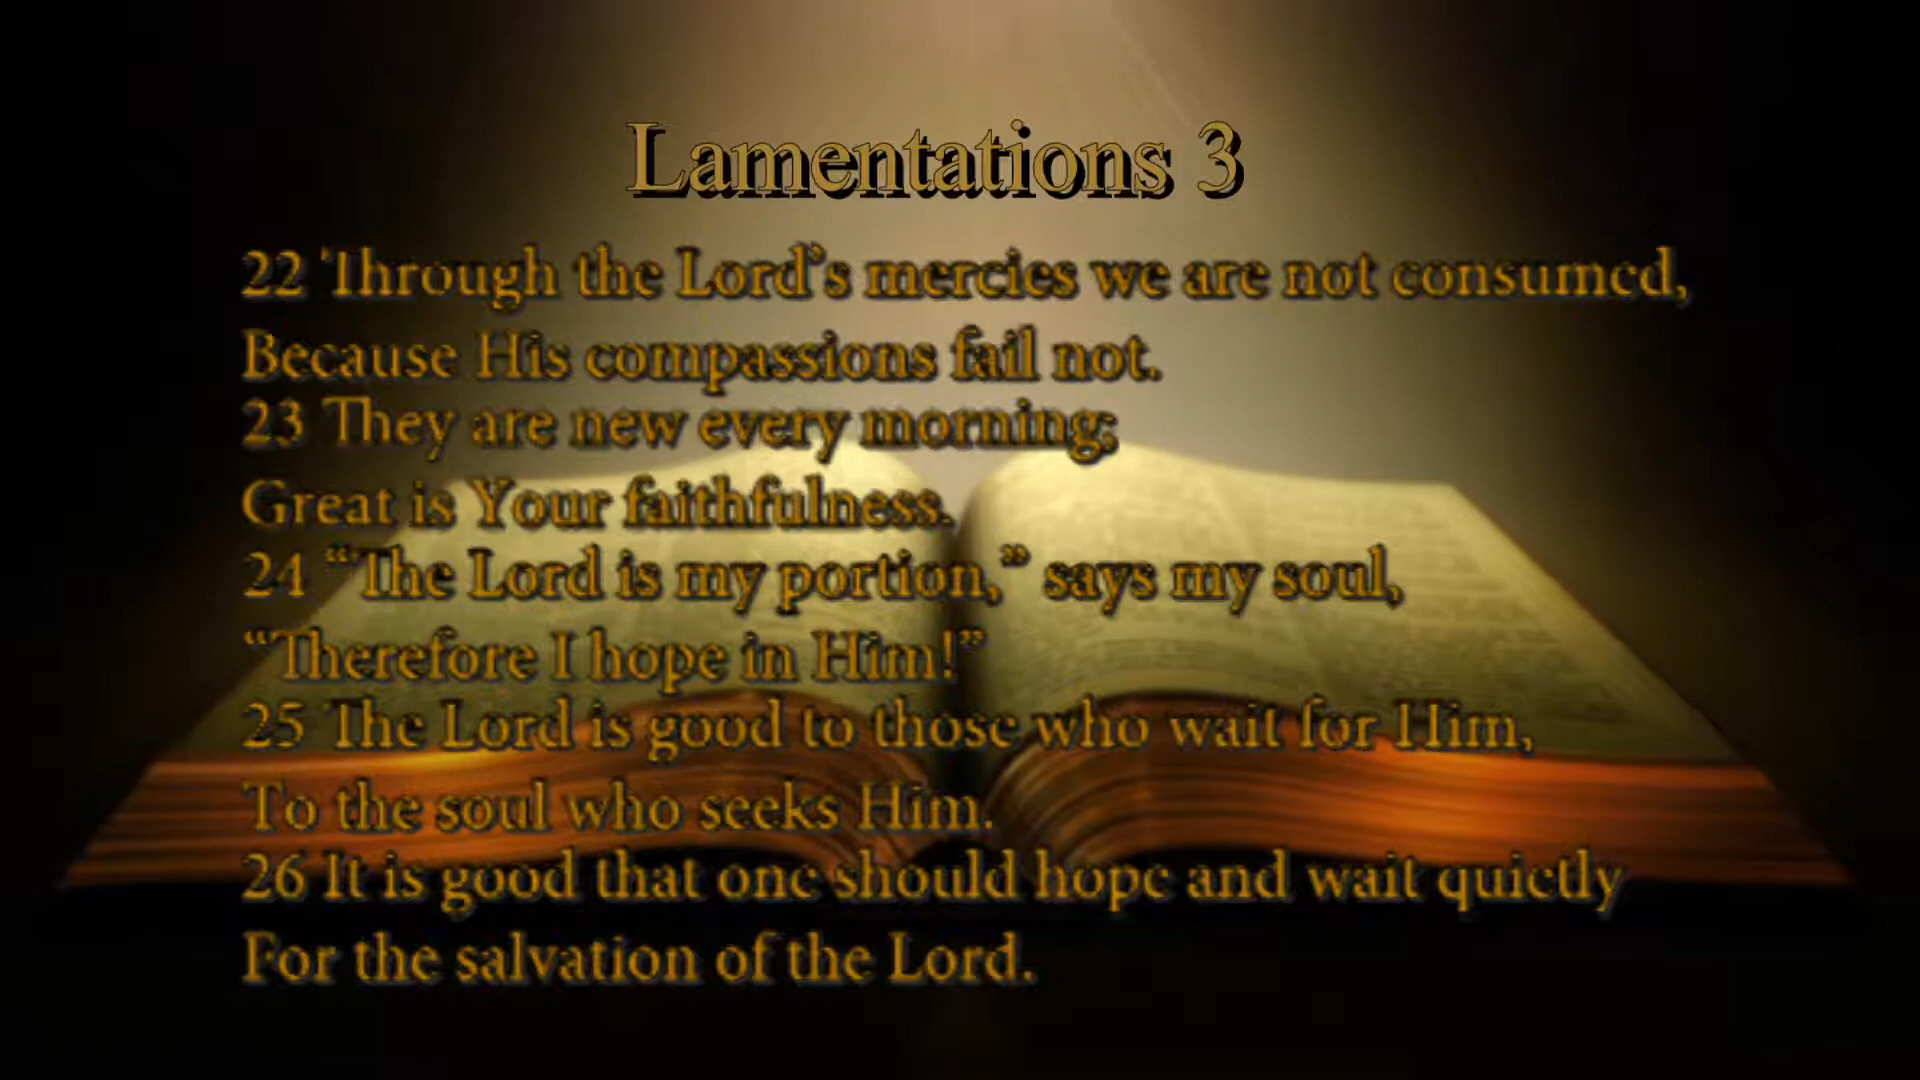 Lamentations 3
22 Through the Lord’s mercies we are not consumed,
Because His compassions fail not.
23 They are new every morning;
Great is Your faithfulness.
24 “The Lord is my portion,” says my soul,
“Therefore I hope in Him!”
25 The Lord is good to those who wait for Him,
To the soul who seeks Him.
26 It is good that one should hope and wait quietly
For the salvation of the Lord.